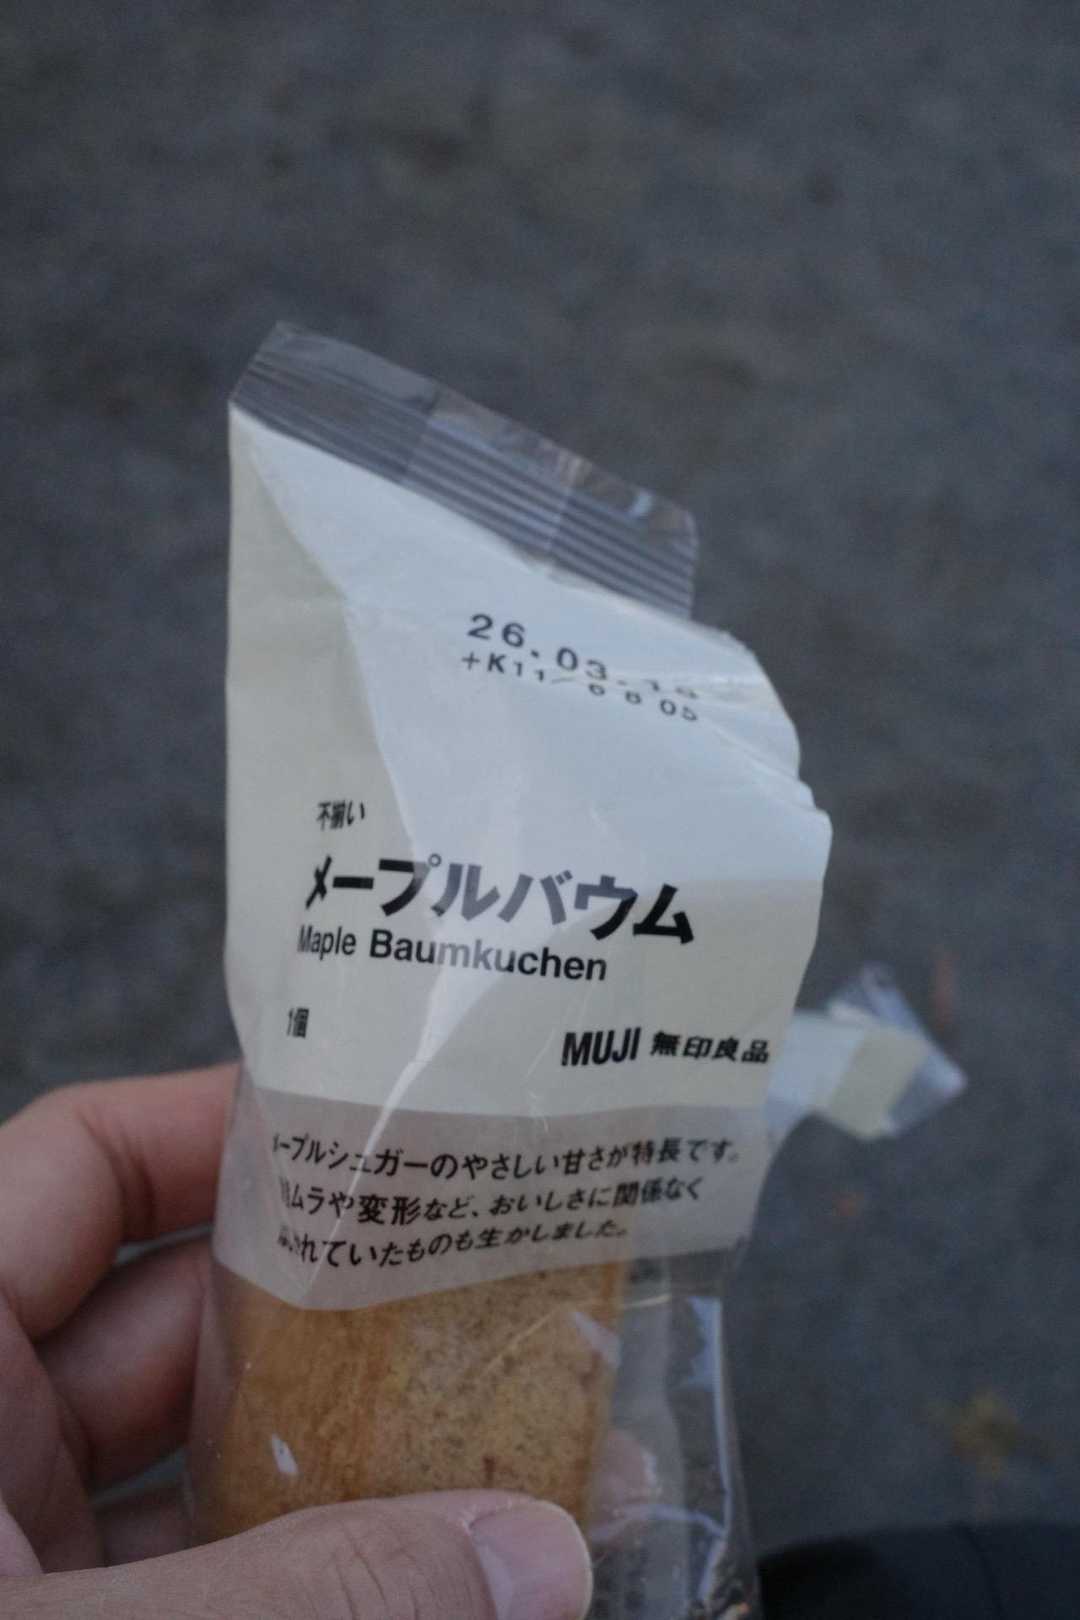 26.03.
+K11/
05
不揃い
メープルバウム
Maple Baumkuchen
1個
MUJI 無印良品
メープルシュガーのやさしい甘さが特長です。
ムラや変形など、おいしさに関係なく
れていたものも生かしました。